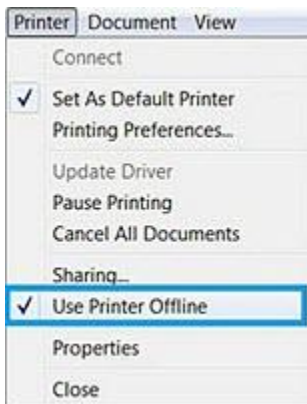 Printer Document View
Connect
✓ Set As Default Printer
Printing Preferences...
Update Driver
Pause Printing
Cancel All Documents
Sharing...
✓ Use Printer Offline
Properties
Close